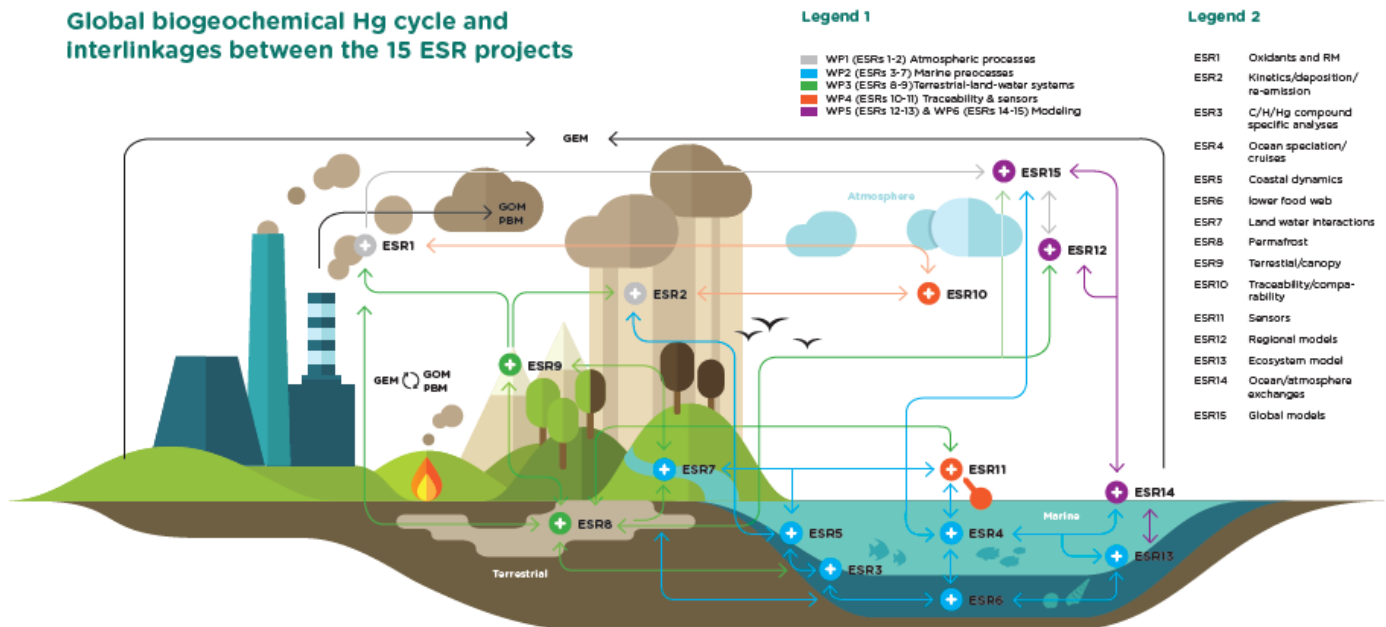 Global biogeochemical Hg cycle and
interlinkages between the 15 ESR projects
Legend 1
WP1 (ESRs 1-2) Atmospheric processes
WP2 (ESRs 3-7) Marine preocesses
WP3 (ESRs 8-9)Terrestrial-land-water systems
WP4 (ESRs 10-11) Traceability & sensors
WP5 (ESRs 12-13) & WP6 (ESRs 14-15) Modeling
Legend 2
ESR1 Oxidants and RM
ESR2 Kinetics/deposition/
re-emission
ESR3 C/H/Hg compound
specific analyses
ESR4 Ocean speciation/
cruises
ESR5 Coastal dynamics
ESR6 lower food web
ESR7 Land water interactions
ESR8 Permafrost
ESR9 Terrestial/canopy
ESR10 Traceability/compa-
rability
ESR11 Sensors
ESR12 Regional models
ESR13 Ecosystem model
ESR14 Ocean/atmosphere
exchanges
ESR15 Global models
GEM
ESR15
Atmosphere
GOM
PBM
ESR1
ESR12
ESR2
ESR10
ESR9
GEM
GOM
PBM
ESR7
ESR11
ESR14
Marine
ESR8
ESR5
ESR4
ESR13
ESR3
Terrestrial
ESR6